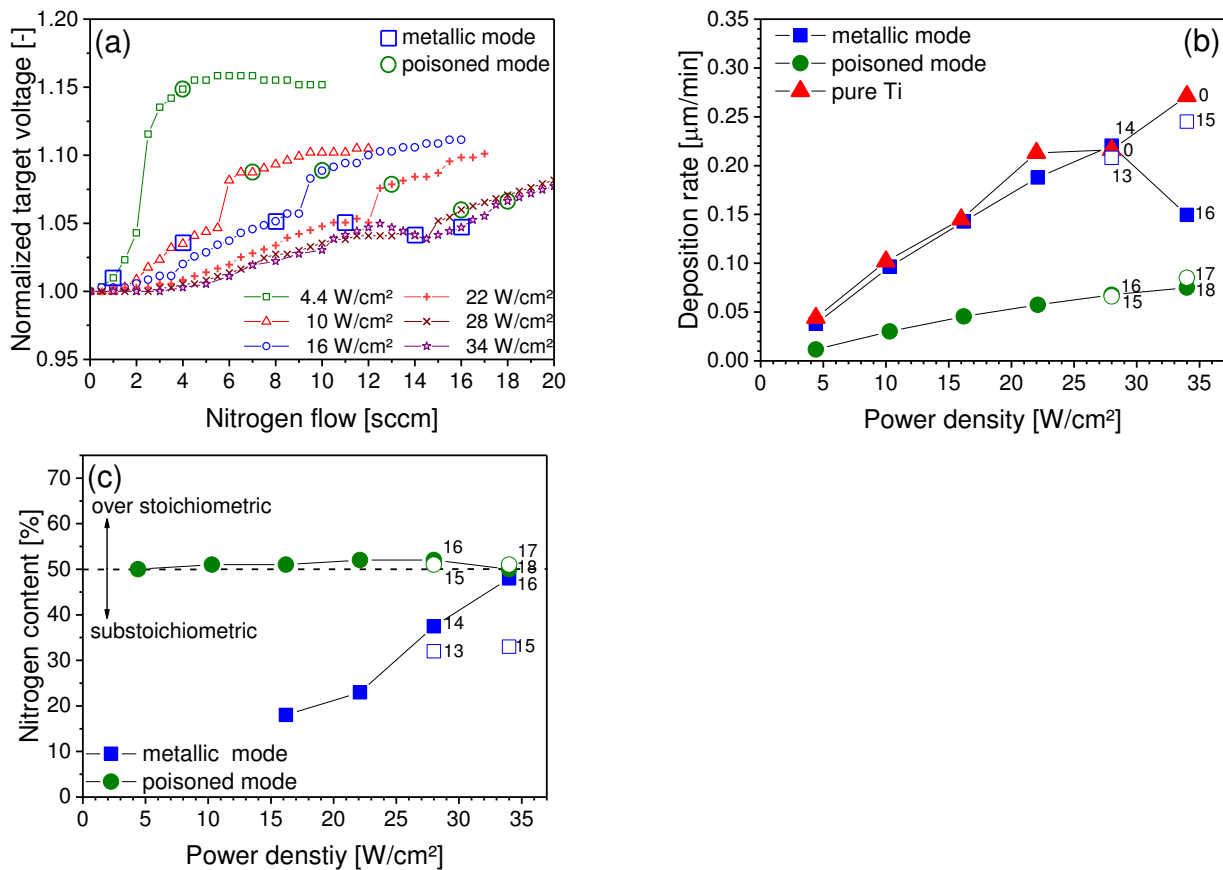 (a)
metallic mode
poisoned mode
1.20
1.15
1.10
1.05
1.00
0.95
Normalized target voltage [-]
4.4 W/cm²
10 W/cm²
16 W/cm²
22 W/cm²
28 W/cm²
34 W/cm²
0 2 4 6 8 10 12 14 16 18 20
Nitrogen flow [sccm]
(b)
metallic mode
poisoned mode
pure Ti
0.35
0.30
0.25
0.20
0.15
0.10
0.05
0.00
Deposition rate [µm/min]
0
15
14
0
13
16
17
16
15
18
0 5 10 15 20 25 30 35 40
Power density [W/cm²]
(c)
70
60
50
40
30
20
10
0
Nitrogen content [%]
over stoichiometric
substoichiometric
16
17
18
15
16
14
13
15
metallic mode
poisoned mode
0 5 10 15 20 25 30 35
Power denstiy [W/cm²]